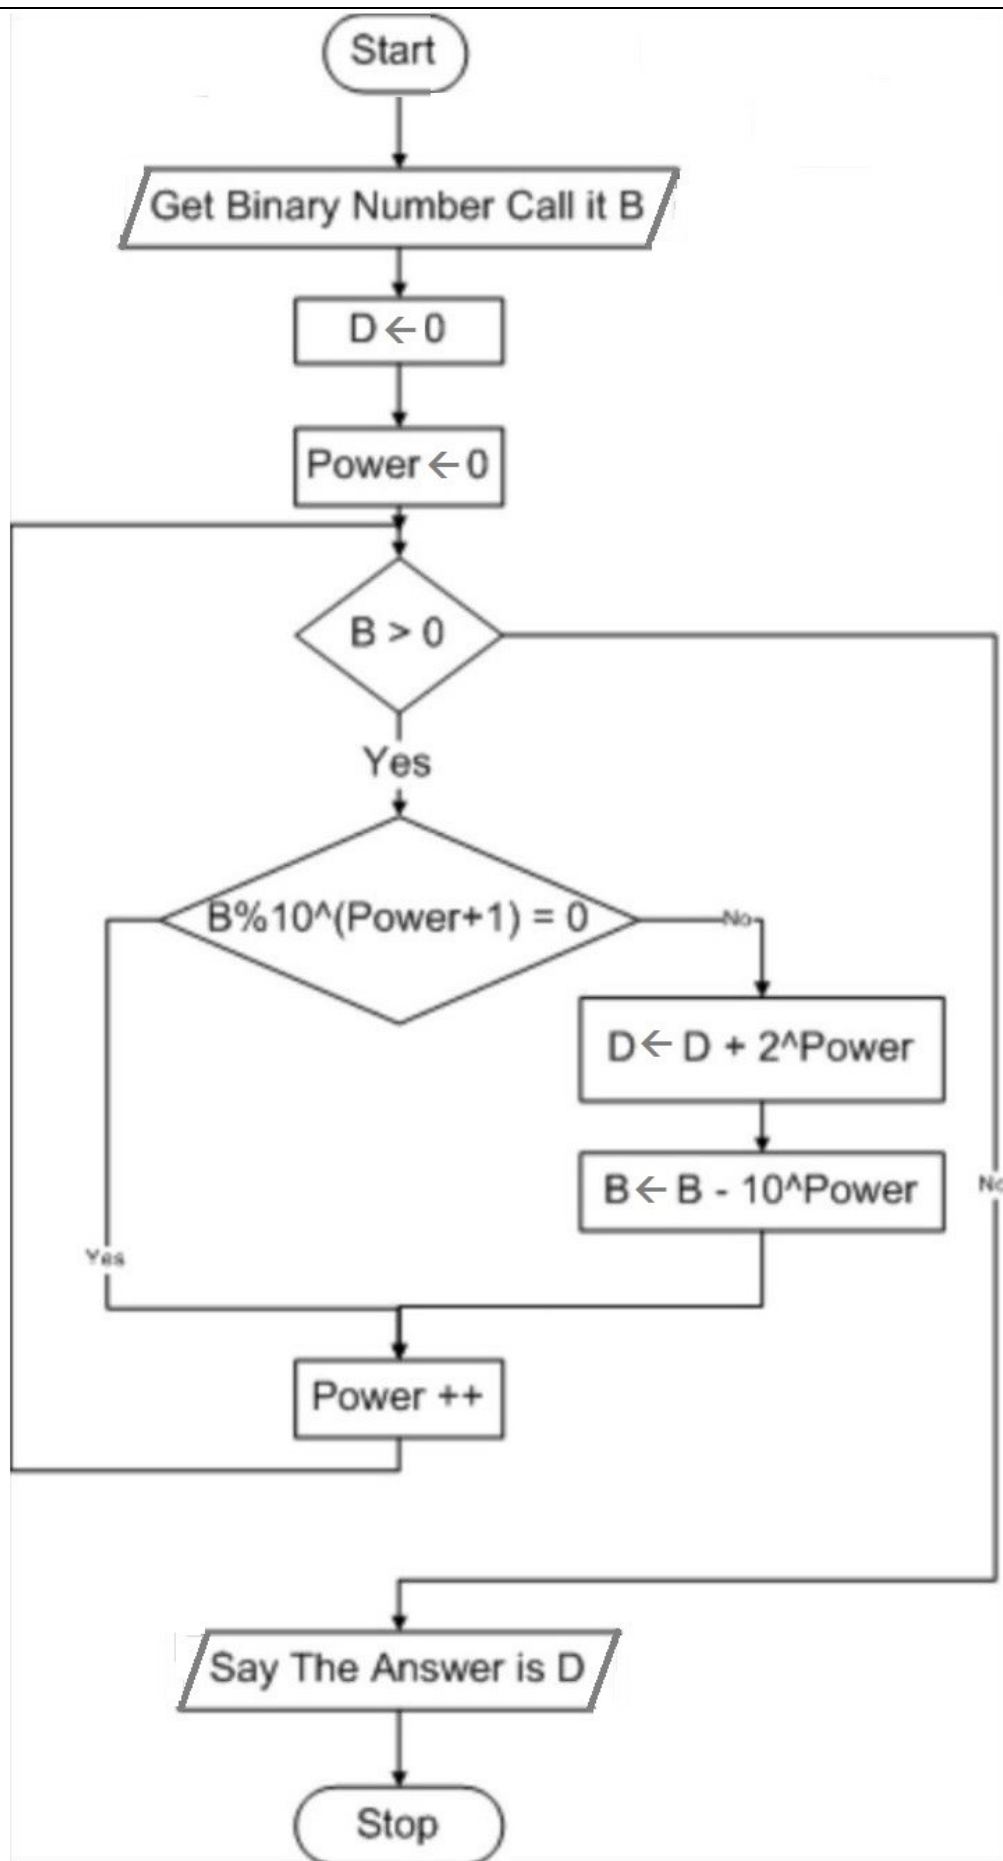 Start
Get Binary Number Call it B
D ← 0
Power ← 0
B > 0
Yes
B%10^(Power+1) = 0
No
D ← D + 2^Power
B ← B - 10^Power
No
Yes
Power ++
Say The Answer is D
Stop